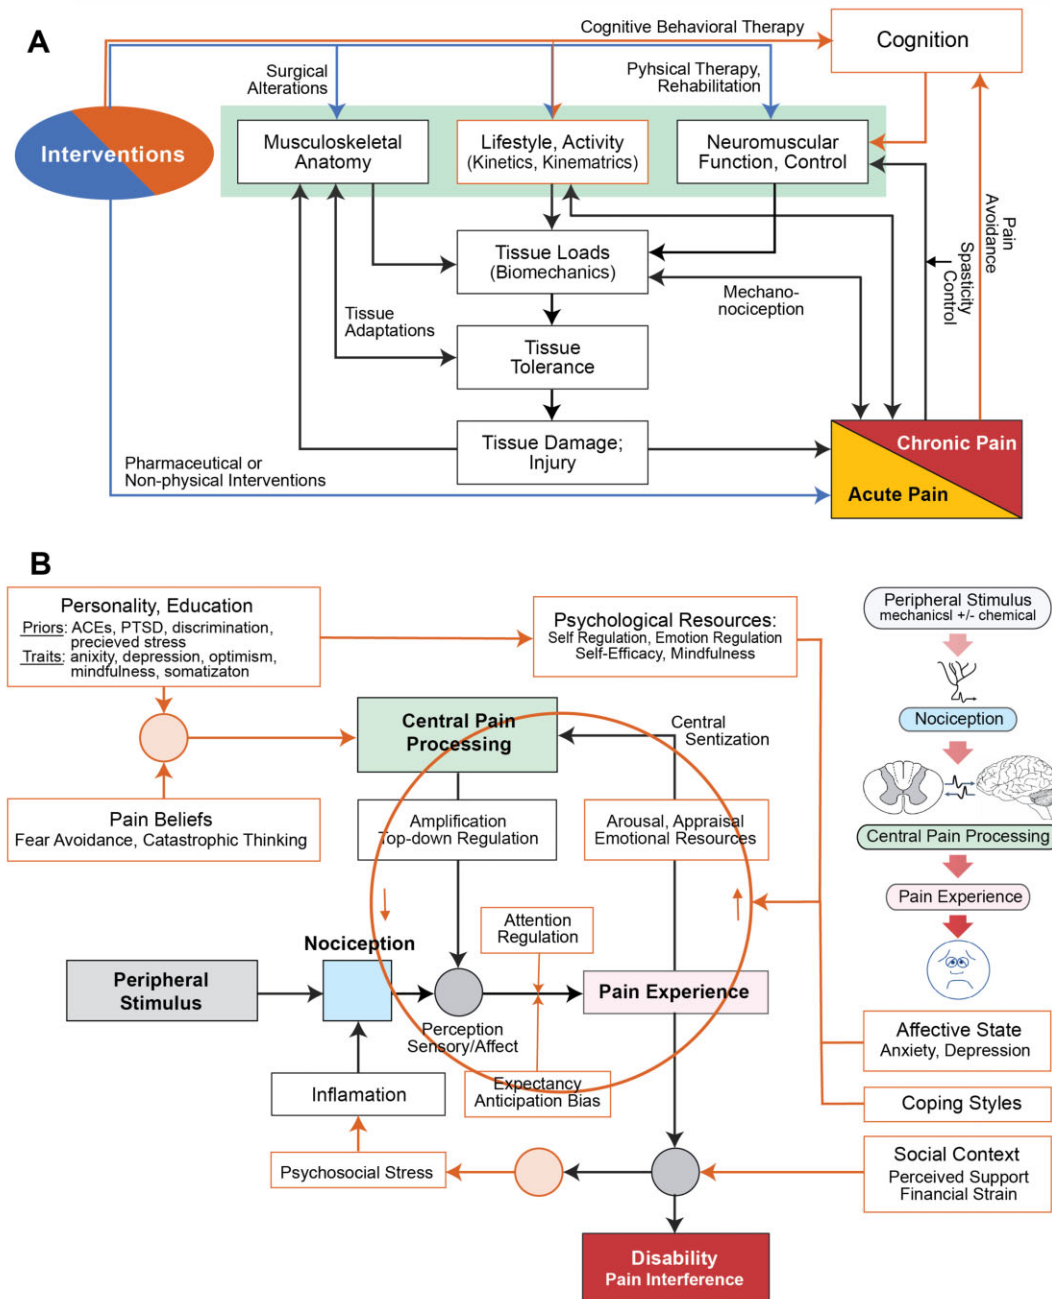 A
Cognitive Behavioral Therapy
Cognition
Surgical
Alterations
Pyhsical Therapy,
Rehabilitation
Interventions
Musculoskeletal
Anatomy
Lifestyle, Activity
(Kinetics, Kinematrics)
Neuromuscular
Function, Control
Pain
Avoidance
Spasticity
Control
Tissue Loads
(Biomechanics)
Mechano-
nociception
Tissue
Adaptations
Tissue
Tolerance
Tissue Damage;
Injury
Chronic Pain
Acute Pain
Pharmaceutical or
Non-physical Interventions
B
Personality, Education
Priors: ACEs, PTSD, discrimination,
precieved stress
Traits: anixity, depression, optimism,
mindfulness, somatizaton
Psychological Resources:
Self Regulation, Emotion Regulation
Self-Efficacy, Mindfulness
Peripheral Stimulus
mechanicsl +/- chemical
Nociception
Central Pain Processing
Pain Experience
Central Pain
Processing
Central
Sentization
Pain Beliefs
Fear Avoidance, Catastrophic Thinking
Amplification
Top-down Regulation
Arousal, Appraisal
Emotional Resources
Attention
Regulation
Nociception
Peripheral
Stimulus
Pain Experience
Perception
Sensory/Affect
Expectancy
Anticipation Bias
Inflamation
Affective State
Anxiety, Depression
Coping Styles
Social Context
Perceived Support
Financial Strain
Psychosocial Stress
Disability
Pain Interference